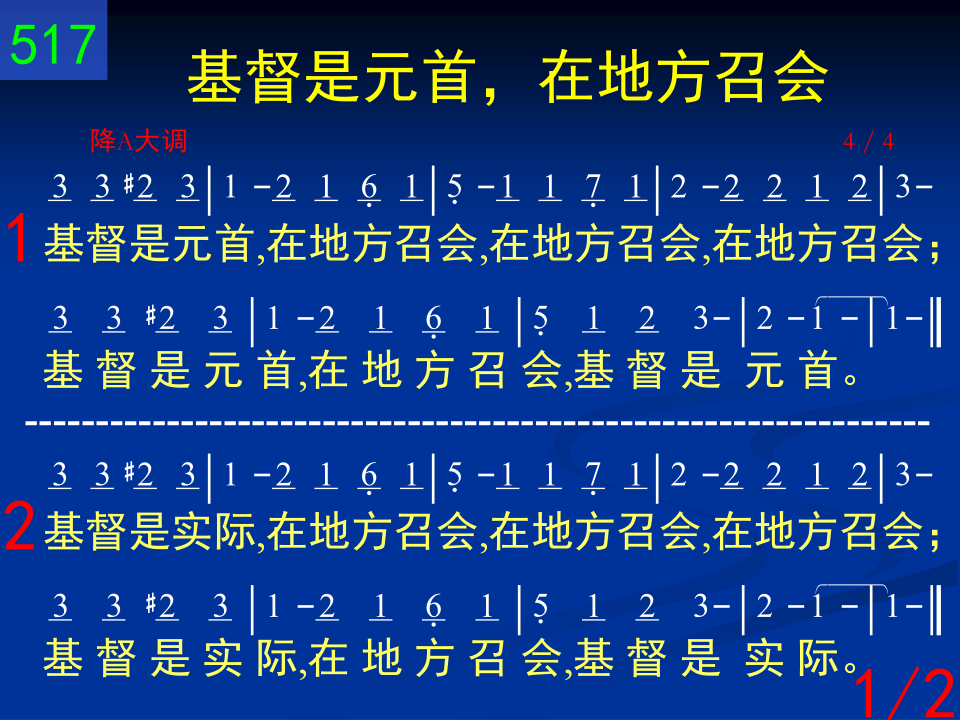 517
基督是元首，在地方召会
降A大调 4/4
3 3 #2 3|1 -2 1 6̣ 1|5̣ -1 1 7̣ 1|2 -2 2 1 2|3-
1 基督是元首,在地方召会,在地方召会,在地方召会；
3 3 #2 3|1 -2 1 6̣ 1|5̣ 1 2 3-|2 -1 -|1-‖
基督是元首,在地方召会,基督是元首。
-----------------------------------------------------------------
3 3 #2 3|1 -2 1 6̣ 1|5̣ -1 1 7̣ 1|2 -2 2 1 2|3-
2 基督是实际,在地方召会,在地方召会,在地方召会；
3 3 #2 3|1 -2 1 6̣ 1|5̣ 1 2 3-|2 -1 -|1-‖
基督是实际,在地方召会,基督是实际。
1/2